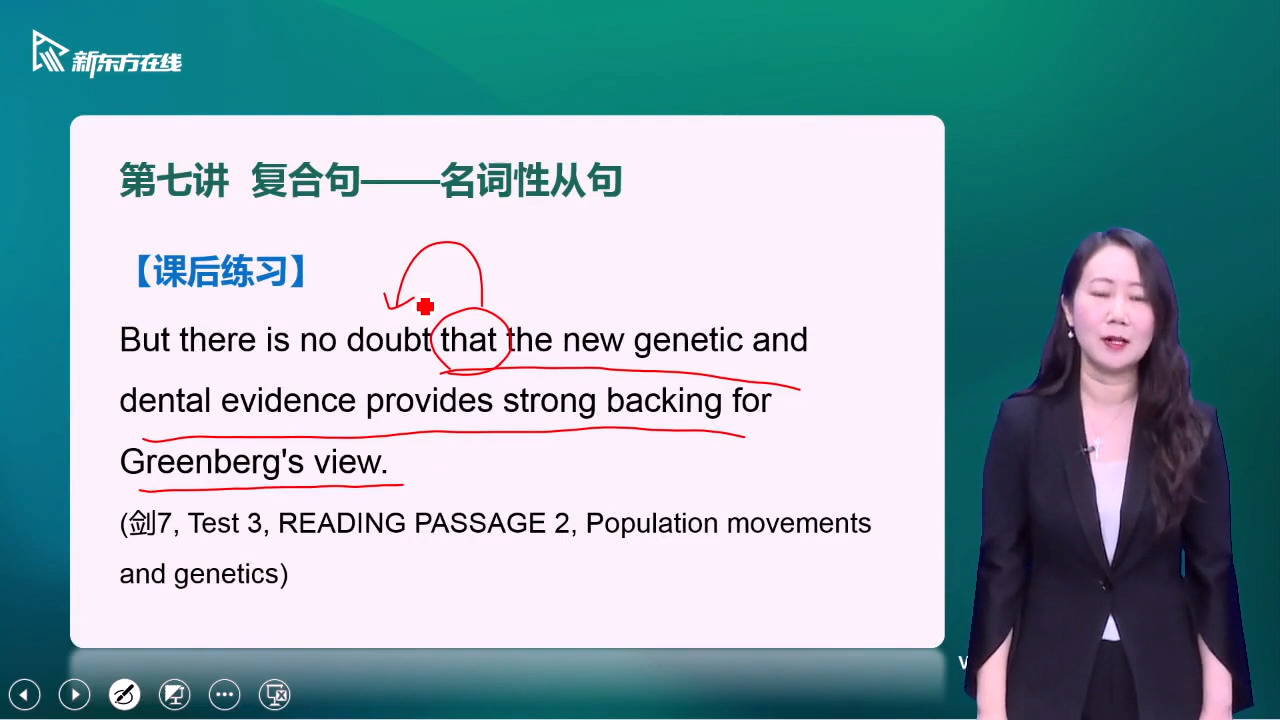 新东方在线
第七讲 复合句——名词性从句
【课后练习】
But there is no doubt that the new genetic and
dental evidence provides strong backing for
Greenberg's view.
(剑7, Test 3, READING PASSAGE 2, Population movements
and genetics)